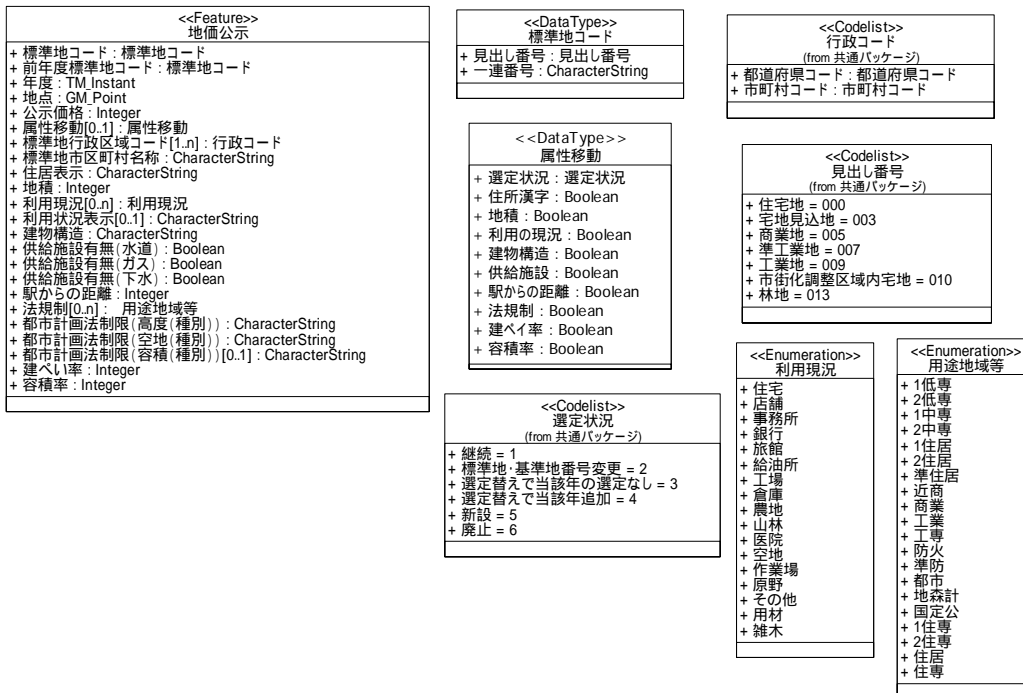 <<Feature>>
地価公示
+ 標準地コード : 標準地コード
+ 前年度標準地コード : 標準地コード
+ 年度 : TM_Instant
+ 地点 : GM_Point
+ 公示価格 : Integer
+ 属性移動[0..1] : 属性移動
+ 標準地行政区域コード[1..n] : 行政コード
+ 標準地市区町村名称 : CharacterString
+ 住居表示 : CharacterString
+ 地積 : Integer
+ 利用現況[0..n] : 利用現況
+ 利用状況表示[0..1] : CharacterString
+ 建物構造 : CharacterString
+ 供給施設有無(水道) : Boolean
+ 供給施設有無(ガス) : Boolean
+ 供給施設有無(下水) : Boolean
+ 駅からの距離 : Integer
+ 法規制[0..n] : 用途地域等
+ 都市計画法制限(高度(種別)) : CharacterString
+ 都市計画法制限(空地(種別)) : CharacterString
+ 都市計画法制限(容積(種別))[0..1] : CharacterString
+ 建ぺい率 : Integer
+ 容積率 : Integer
<<DataType>>
標準地コード
+ 見出し番号 : 見出し番号
+ 一連番号 : CharacterString
<<DataType>>
属性移動
+ 選定状況 : 選定状況
+ 住所漢字 : Boolean
+ 地積 : Boolean
+ 利用の現況 : Boolean
+ 建物構造 : Boolean
+ 供給施設 : Boolean
+ 駅からの距離 : Boolean
+ 法規制 : Boolean
+ 建ペイ率 : Boolean
+ 容積率 : Boolean
<<Codelist>>
選定状況
(from 共通パッケージ)
+ 継続 = 1
+ 標準地･基準地番号変更 = 2
+ 選定替えで当該年の選定なし = 3
+ 選定替えで当該年追加 = 4
+ 新設 = 5
+ 廃止 = 6
<<Codelist>>
行政コード
(from 共通パッケージ)
+ 都道府県コード : 都道府県コード
+ 市町村コード : 市町村コード
<<Codelist>>
見出し番号
(from 共通パッケージ)
+ 住宅地 = 000
+ 宅地見込地 = 003
+ 商業地 = 005
+ 準工業地 = 007
+ 工業地 = 009
+ 市街化調整区域内宅地 = 010
+ 林地 = 013
<<Enumeration>>
利用現況
+ 住宅
+ 店舗
+ 事務所
+ 銀行
+ 旅館
+ 給油所
+ 工場
+ 倉庫
+ 農地
+ 山林
+ 医院
+ 空地
+ 作業場
+ 原野
+ その他
+ 用材
+ 雑木
<<Enumeration>>
用途地域等
+ 1低専
+ 2低専
+ 1中専
+ 2中専
+ 1住居
+ 2住居
+ 準住居
+ 近商
+ 商業
+ 工業
+ 工専
+ 防火
+ 準防
+ 都市
+ 地森計
+ 国定公
+ 1住専
+ 2住専
+ 住居
+ 住専